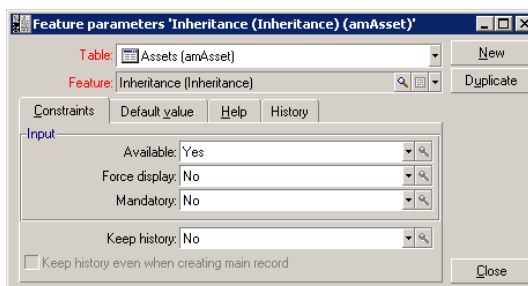 Feature parameters 'Inheritance (Inheritance) (amAsset)'
Table: Assets (amAsset) New
Feature: Inheritance (Inheritance) Duplicate
Constraints Default value Help History
Input
Available: Yes
Force display: No
Mandatory: No
Keep history: No
Keep history even when creating main record
Close